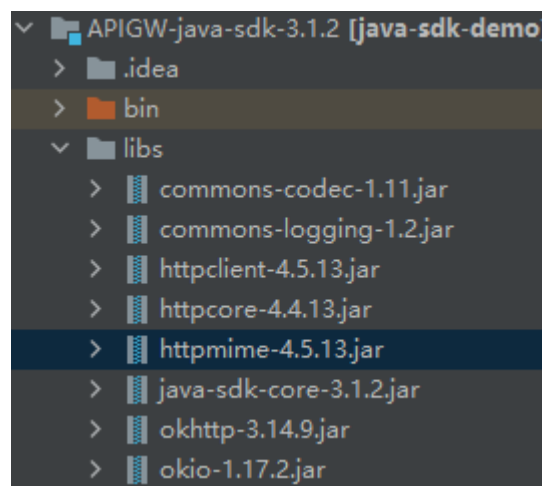 APIGW-java-sdk-3.1.2 [java-sdk-demo]
.idea
bin
libs
commons-codec-1.11.jar
commons-logging-1.2.jar
httpclient-4.5.13.jar
httpcore-4.4.13.jar
httpmime-4.5.13.jar
java-sdk-core-3.1.2.jar
okhttp-3.14.9.jar
okio-1.17.2.jar